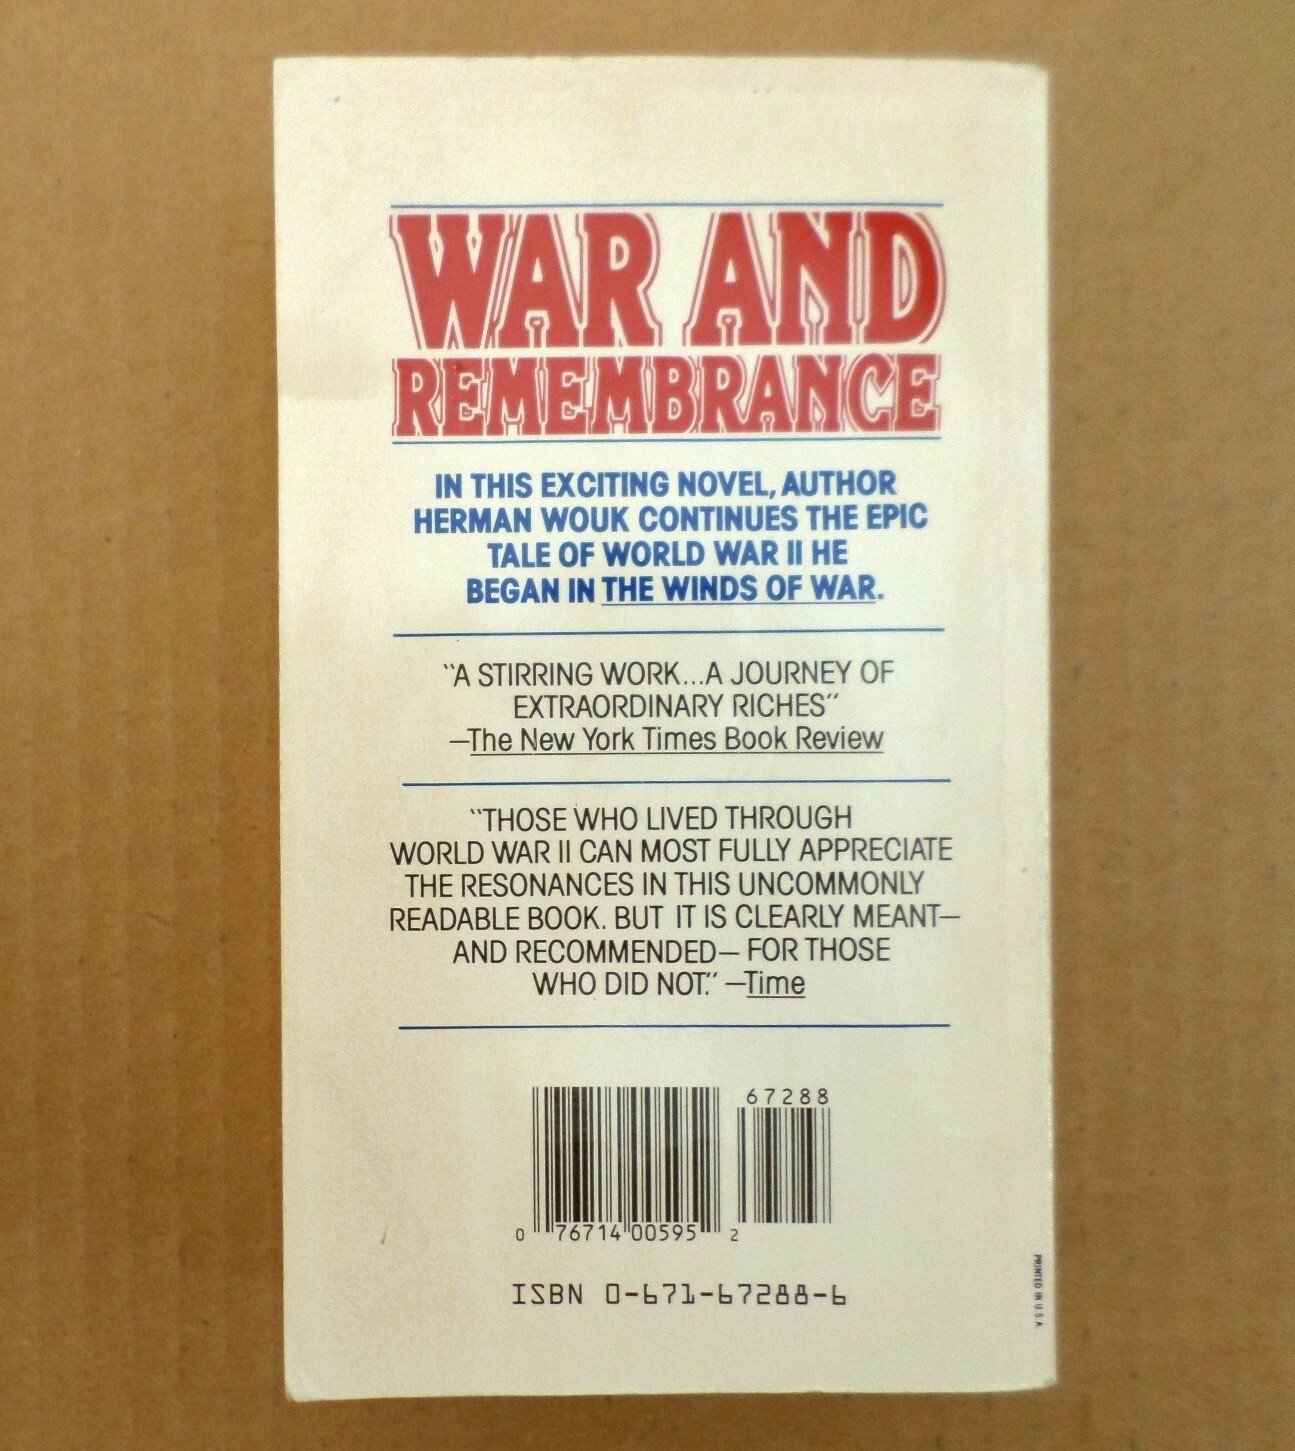 WAR AND
REMEMBRANCE
IN THIS EXCITING NOVEL, AUTHOR
HERMAN WOUK CONTINUES THE EPIC
TALE OF WORLD WAR II HE
BEGAN IN THE WINDS OF WAR.
"A STIRRING WORK...A JOURNEY OF
EXTRAORDINARY RICHES"
—The New York Times Book Review
"THOSE WHO LIVED THROUGH
WORLD WAR II CAN MOST FULLY APPRECIATE
THE RESONANCES IN THIS UNCOMMONLY
READABLE BOOK. BUT IT IS CLEARLY MEANT—
AND RECOMMENDED— FOR THOSE
WHO DID NOT." —Time
67288
0 76714 00595 2
ISBN 0-671-67288-6
PRINTED IN U.S.A.